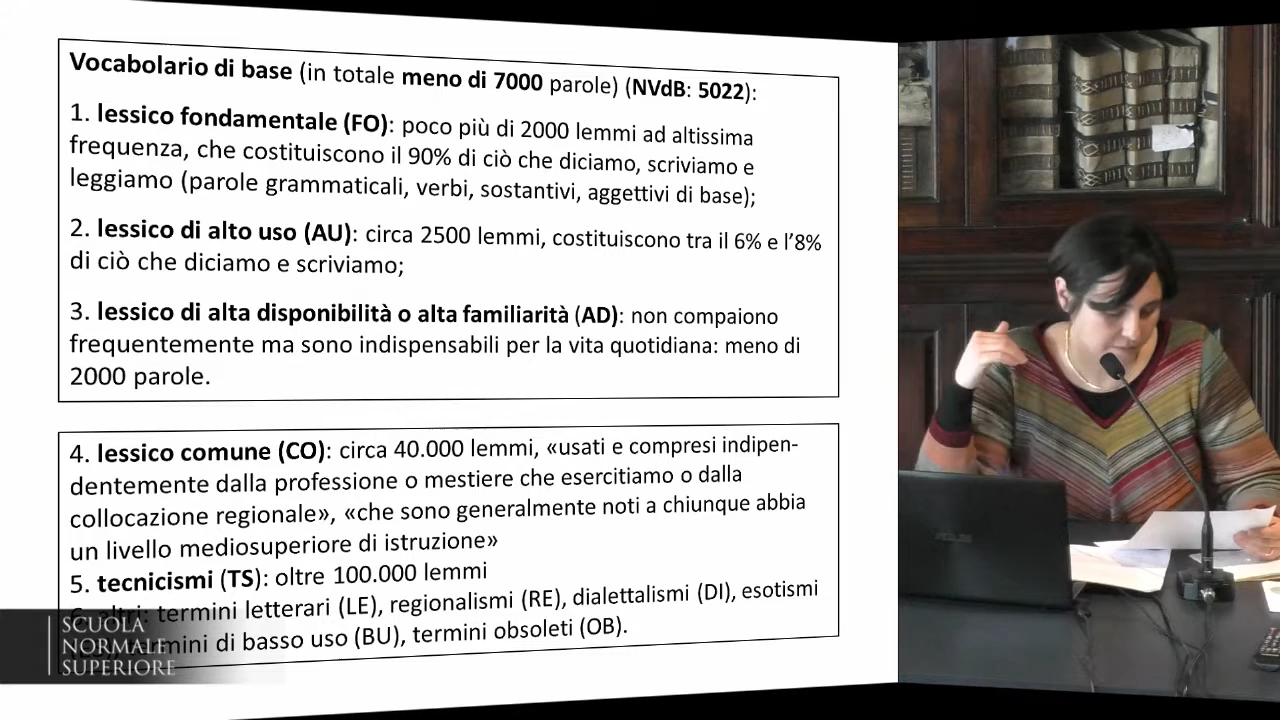 Vocabolario di base (in totale meno di 7000 parole) (NVdB: 5022):
1. lessico fondamentale (FO): poco più di 2000 lemmi ad altissima
frequenza, che costituiscono il 90% di ciò che diciamo, scriviamo e
leggiamo (parole grammaticali, verbi, sostantivi, aggettivi di base);
2. lessico di alto uso (AU): circa 2500 lemmi, costituiscono tra il 6% e l’8%
di ciò che diciamo e scriviamo;
3. lessico di alta disponibilità o alta familiarità (AD): non compaiono
frequentemente ma sono indispensabili per la vita quotidiana: meno di
2000 parole.
4. lessico comune (CO): circa 40.000 lemmi, «usati e compresi indipen-
dentemente dalla professione o mestiere che esercitiamo o dalla
collocazione regionale», «che sono generalmente noti a chiunque abbia
un livello mediosuperiore di istruzione»
5. tecnicismi (TS): oltre 100.000 lemmi
6. altri: termini letterari (LE), regionalismi (RE), dialettalismi (DI), esotismi
termini di basso uso (BU), termini obsoleti (OB).
SCUOLA
NORMALE
SUPERIORE